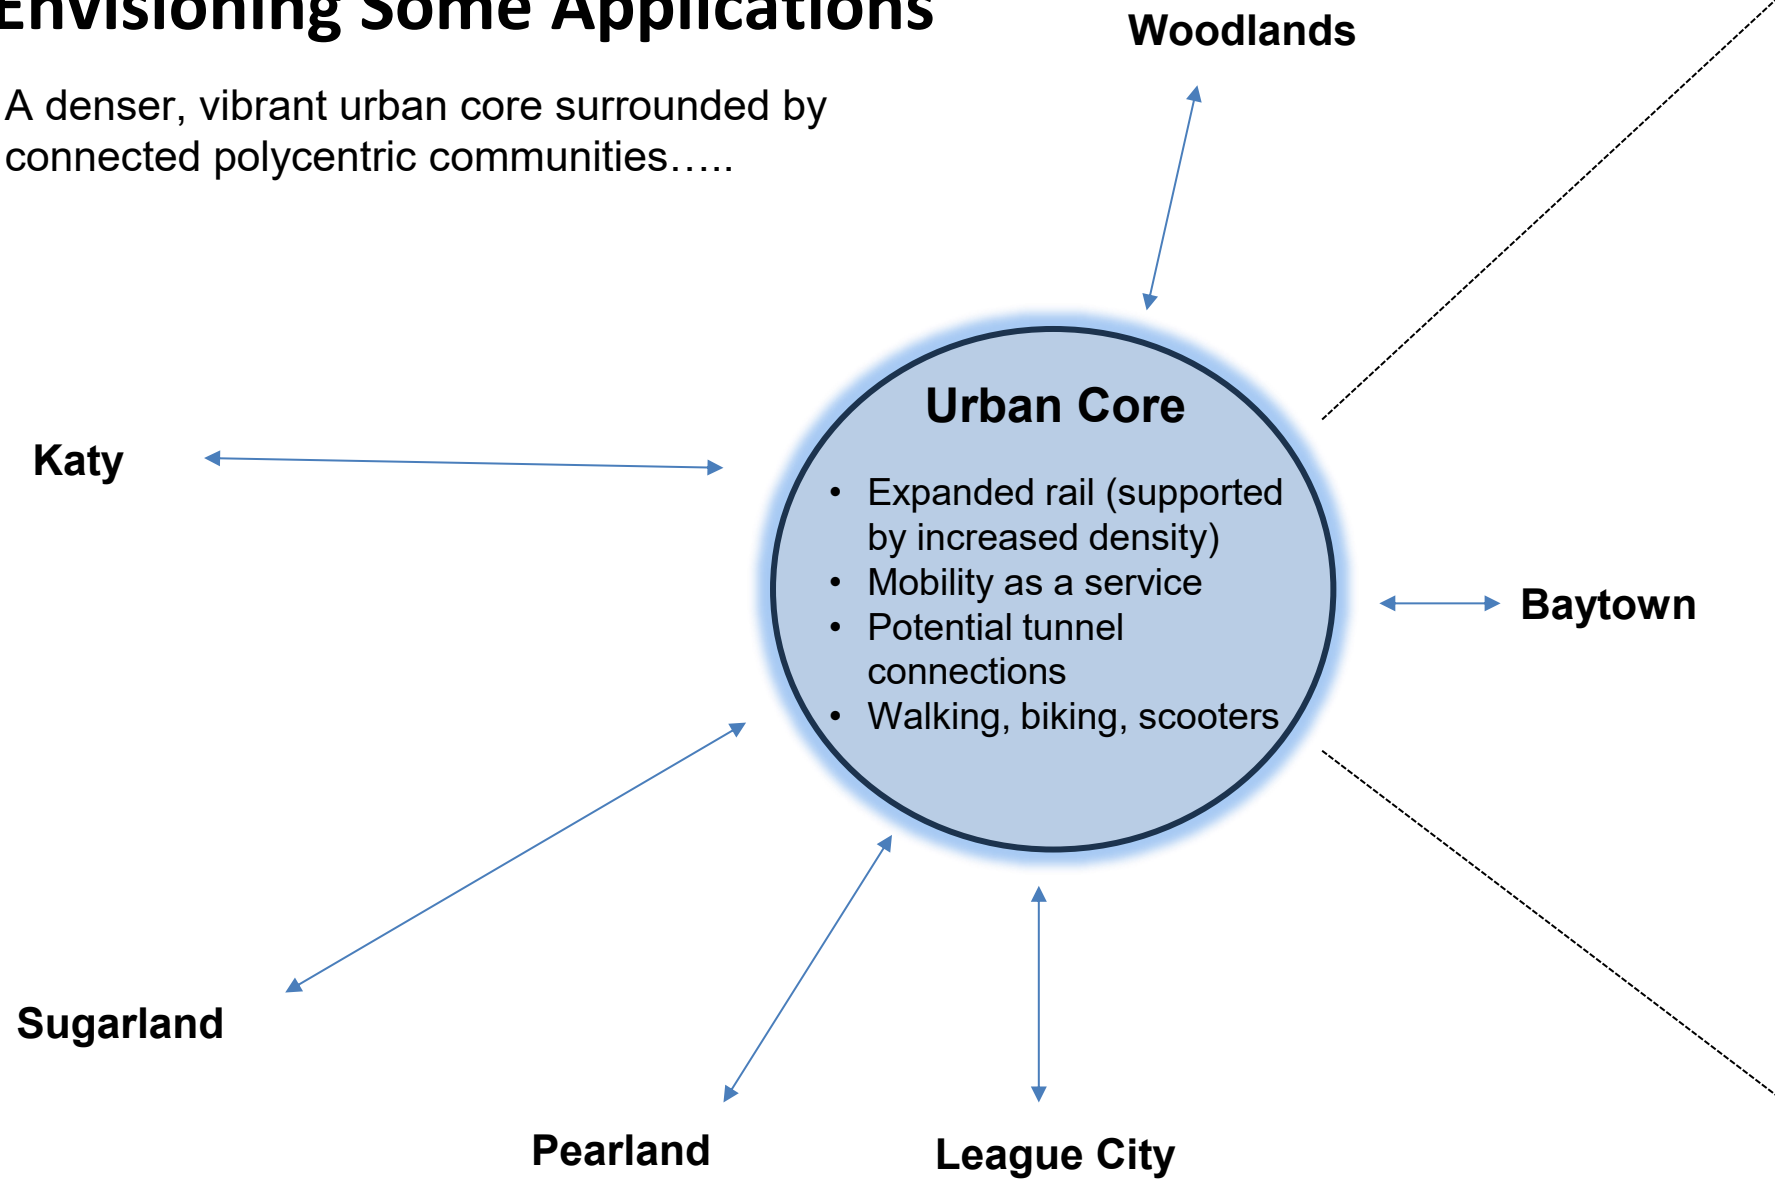 Envisioning Some Applications
Woodlands
A denser, vibrant urban core surrounded by
connected polycentric communities…..
Urban Core
Katy
• Expanded rail (supported
by increased density)
• Mobility as a service
• Potential tunnel
connections
• Walking, biking, scooters
Baytown
Sugarland
Pearland
League City